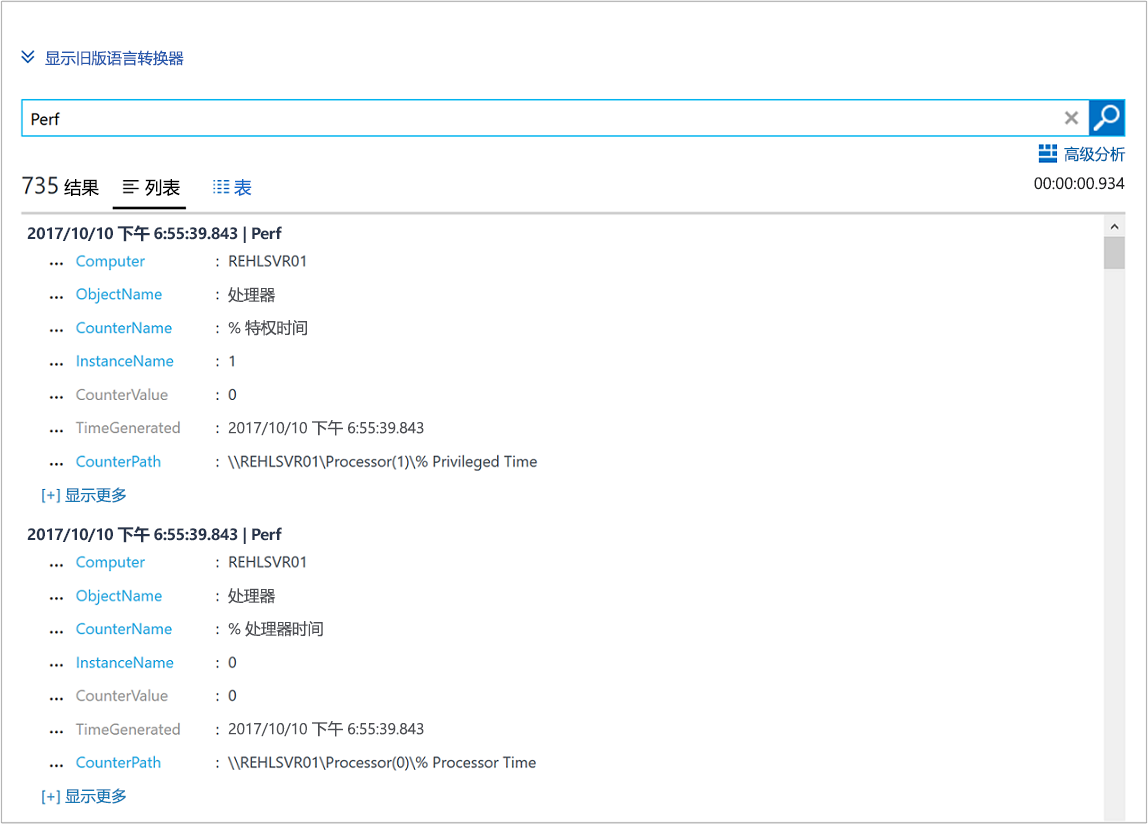 显示旧版语言转换器
Perf
高级分析
735 结果 列表 表 00:00:00.934
2017/10/10 下午 6:55:39.843 | Perf
... Computer : REHLSVR01
... ObjectName : 处理器
... CounterName : % 特权时间
... InstanceName : 1
... CounterValue : 0
... TimeGenerated : 2017/10/10 下午 6:55:39.843
... CounterPath : \\REHLSVR01\Processor(1)\% Privileged Time
[+] 显示更多
2017/10/10 下午 6:55:39.843 | Perf
... Computer : REHLSVR01
... ObjectName : 处理器
... CounterName : % 处理器时间
... InstanceName : 0
... CounterValue : 0
... TimeGenerated : 2017/10/10 下午 6:55:39.843
... CounterPath : \\REHLSVR01\Processor(0)\% Processor Time
[+] 显示更多